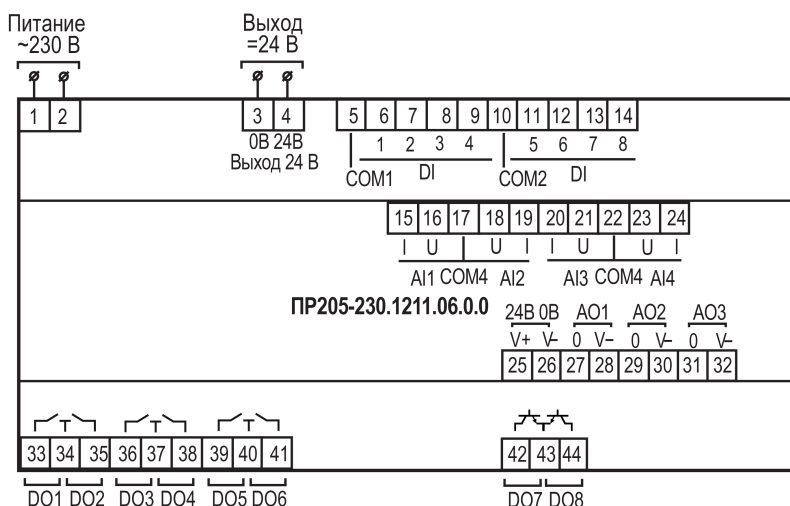 Питание
~230 В
Выход
=24 В
1 2
3 4
5 6 7 8 9 10 11 12 13 14
0В 24В
Выход 24 В
1 2 3 4
5 6 7 8
COM1 DI COM2 DI
15 16 17 18 19 20 21 22 23 24
I U U I I U U I
AI1 COM4 AI2 AI3 COM4 AI4
ПР205-230.1211.06.0.0
24В 0В AO1 AO2 AO3
V+ V– 0 V– 0 V– 0 V–
25 26 27 28 29 30 31 32
33 34 35 36 37 38 39 40 41
42 43 44
DO1 DO2 DO3 DO4 DO5 DO6
DO7 DO8